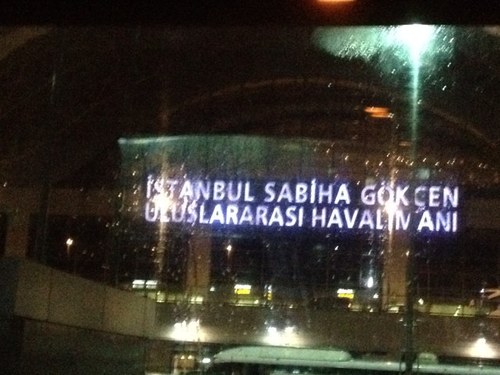 İSTANBUL SABİHA GÖKÇEN
ULUSLARARASI HAVALİMANI